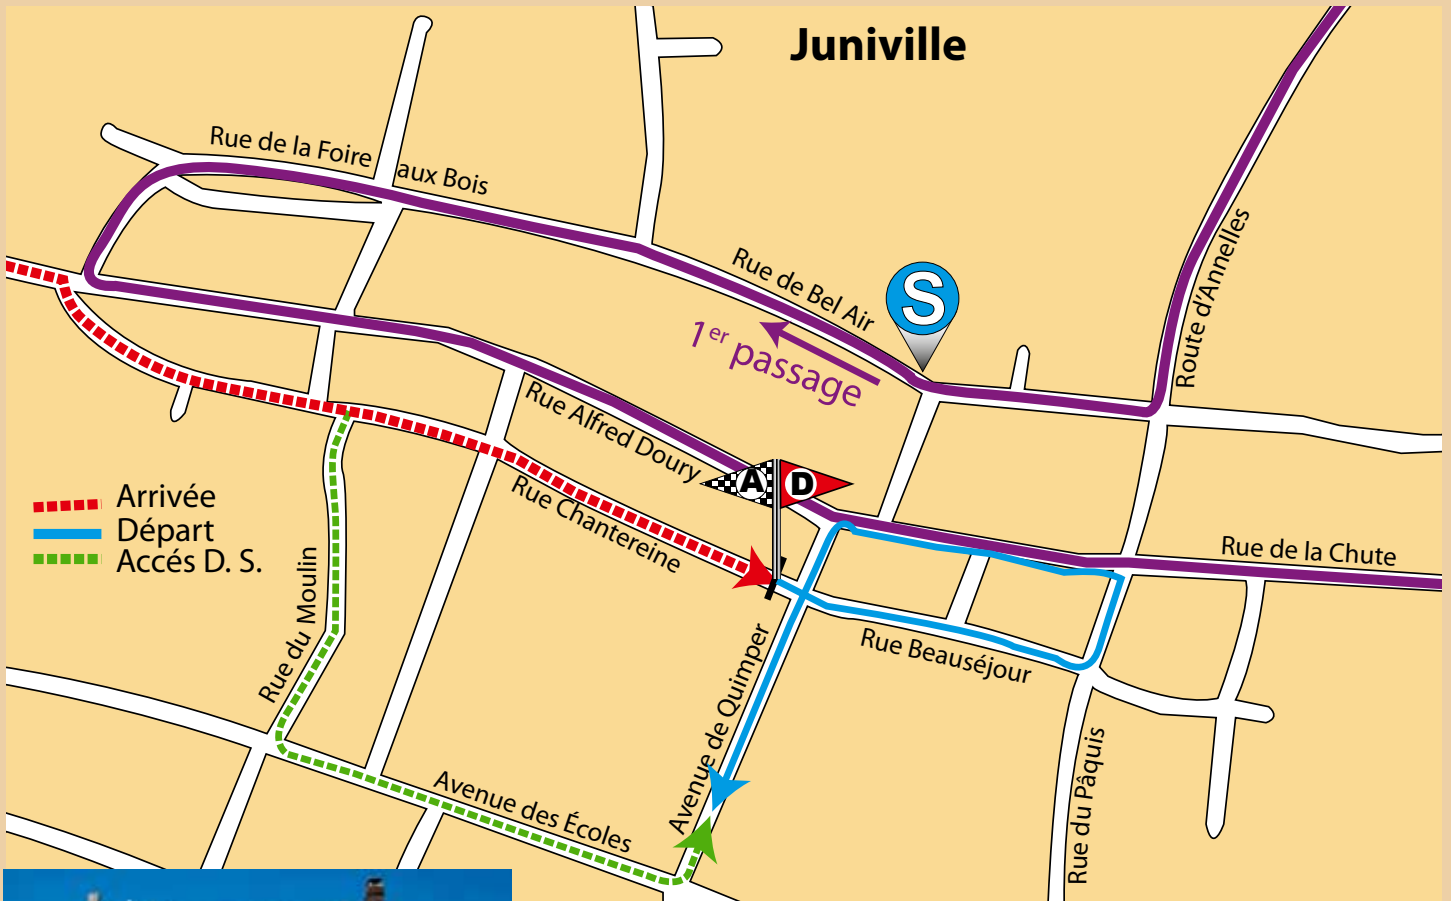 Juniville
Rue de la Foire aux Bois
Rue de Bel Air
S
1er passage
Route d'Annelles
Rue Alfred Doury
A D
Rue Chantereine
Arrivée
Départ
Accés D. S.
Rue de la Chute
Rue du Moulin
Rue Beauséjour
Avenue de Quimper
Rue du Pâquis
Avenue des Écoles